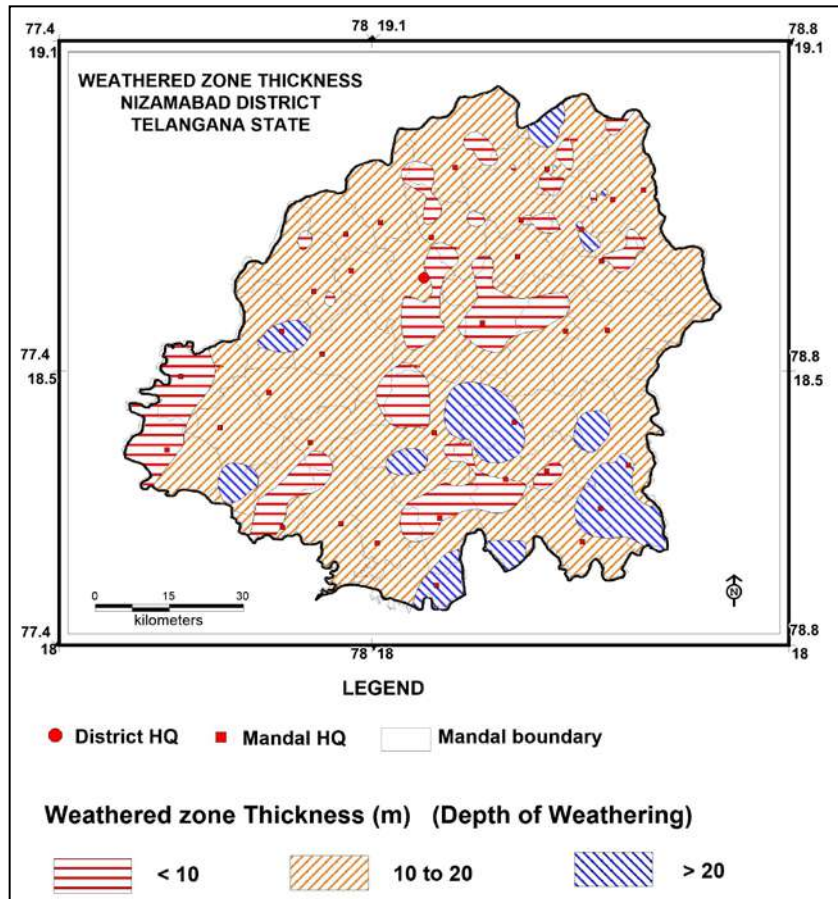 77.4
78
19.1
78.8
19.1
19.1
WEATHERED ZONE THICKNESS
NIZAMABAD DISTRICT
TELANGANA STATE
77.4
18.5
78.8
18.5
0 15 30
kilometers
N
77.4
18
78
18
78.8
18
LEGEND
District HQ
Mandal HQ
Mandal boundary
Weathered zone Thickness (m) (Depth of Weathering)
< 10
10 to 20
> 20